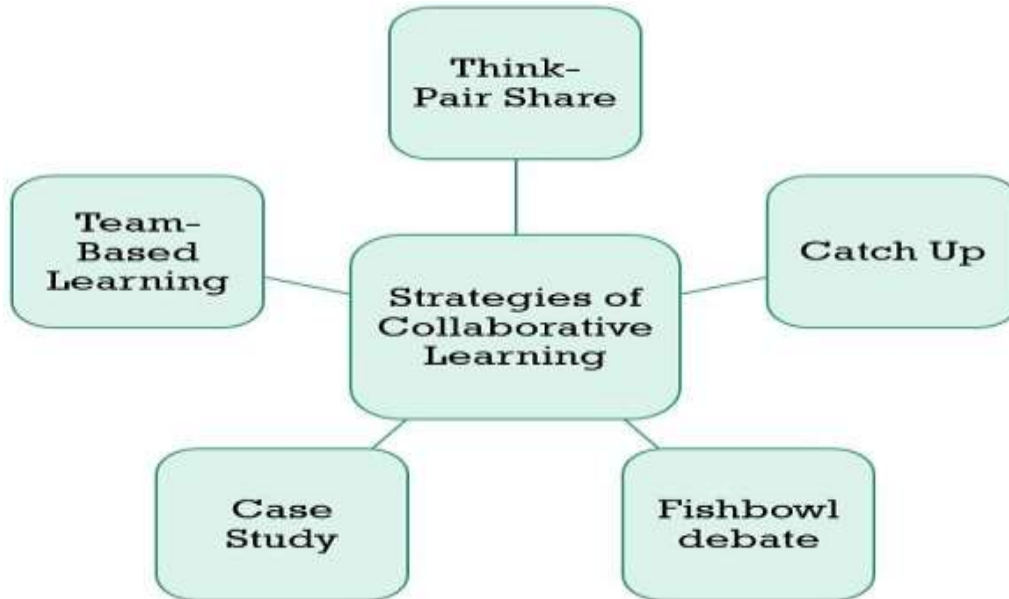 Think-
Pair Share
Team-
Based
Learning
Catch Up
Strategies of
Collaborative
Learning
Case
Study
Fishbowl
debate